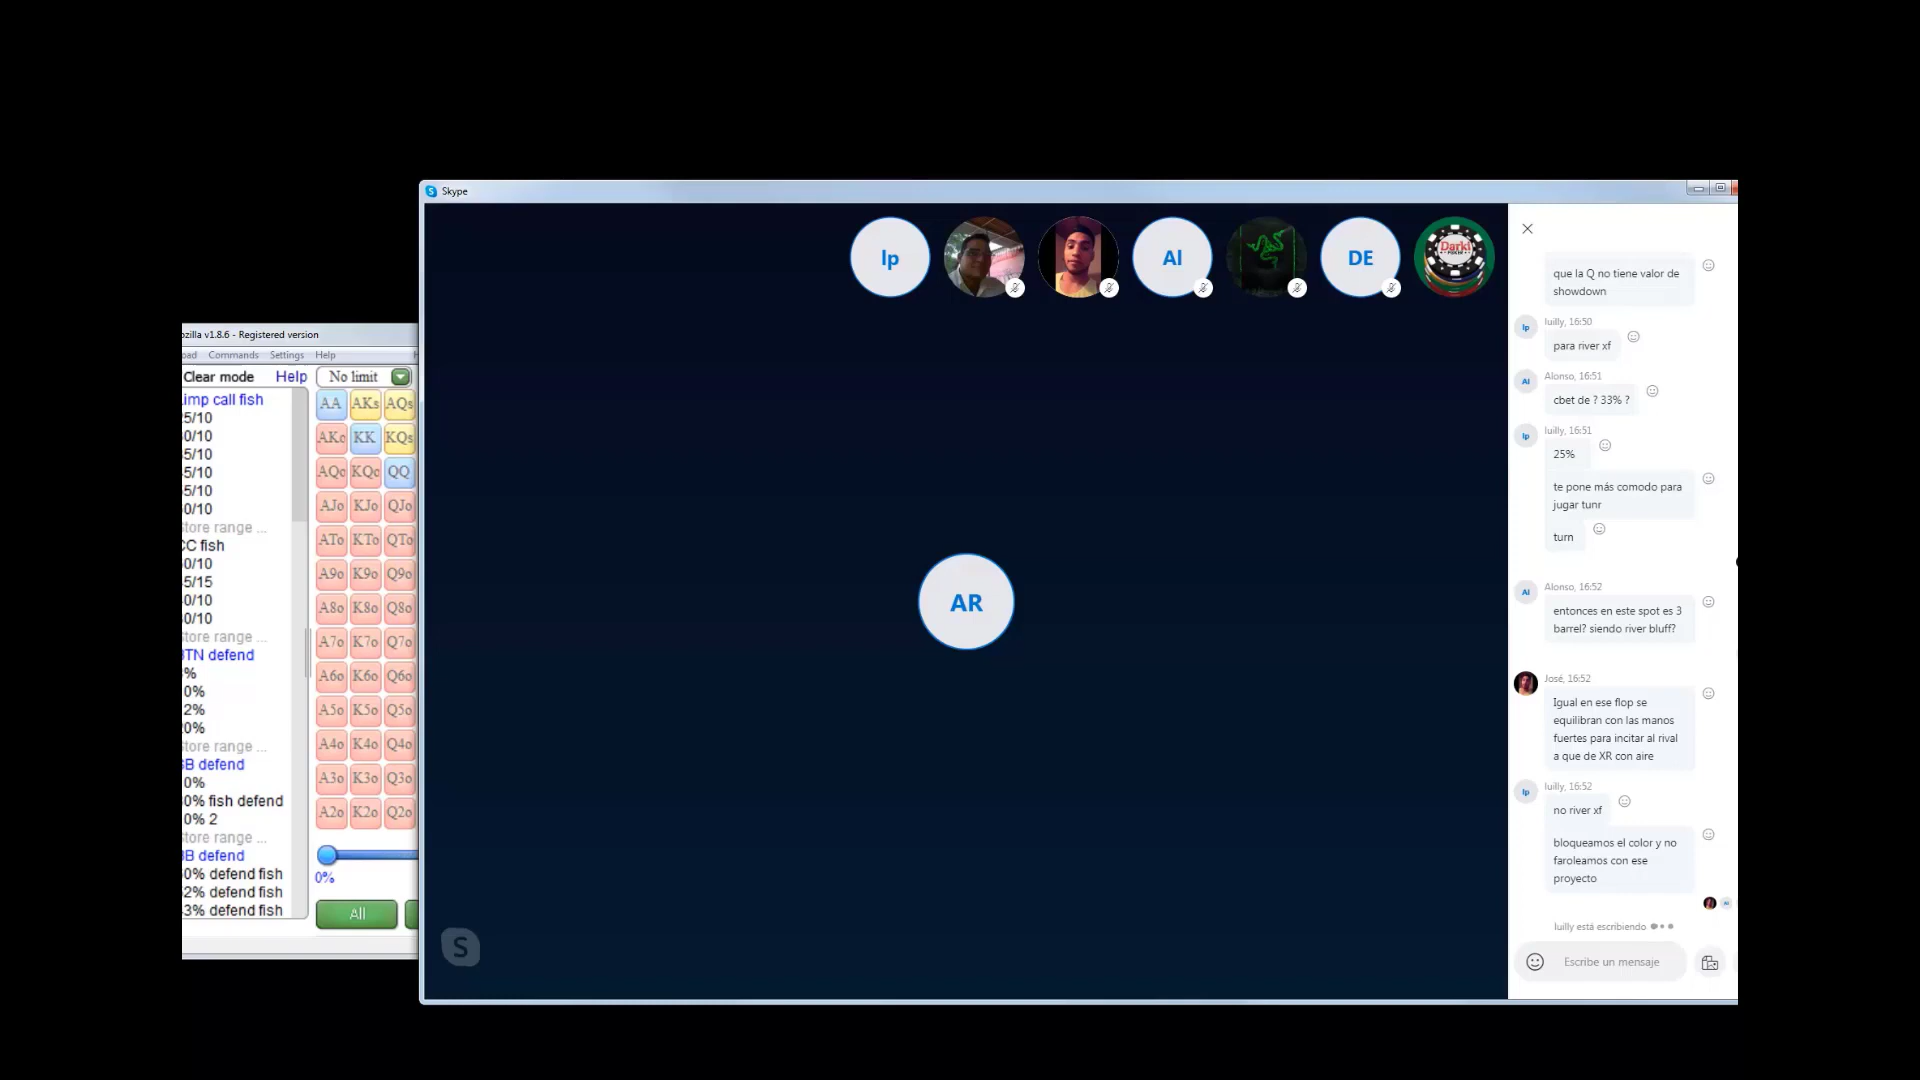 Skype
lp
Al
DE
Darki
AR
que la Q no tiene valor de
showdown
luilly, 16:50
lp
para river xf
Alonso, 16:51
Al
cbet de ? 33% ?
luilly, 16:51
lp
25%
te pone más comodo para
jugar tunr
turn
Alonso, 16:52
Al
entonces en este spot es 3
barrel? siendo river bluff?
José, 16:52
Igual en ese flop se
equilibran con las manos
fuertes para incitar al rival
a que de XR con aire
luilly, 16:52
lp
no river xf
bloqueamos el color y no
faroleamos con ese
proyecto
luilly está escribiendo
Escribe un mensaje
v1.8.6 - Registered version
Commands Settings Help
Clear mode Help No limit
call fish
5/10
0/10
5/10
5/10
5/10
0/10
tore range ...
CC fish
0/10
5/15
0/10
0/10
tore range ...
TN defend
%
0%
2%
20%
tore range ...
B defend
0%
0% fish defend
0% 2
tore range ...
B defend
0% defend fish
2% defend fish
3% defend fish
AA AKs AQs
AKo KK KQs
AQo KQo QQ
AJo KJo QJo
ATo KTo QTo
A9o K9o Q9o
A8o K8o Q8o
A7o K7o Q7o
A6o K6o Q6o
A5o K5o Q5o
A4o K4o Q4o
A3o K3o Q3o
A2o K2o Q2o
0%
All